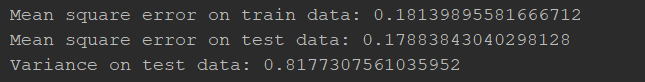 Mean square error on train data: 0.18139895581666712
Mean square error on test data: 0.17883843040298128
Variance on test data: 0.8177307561035952